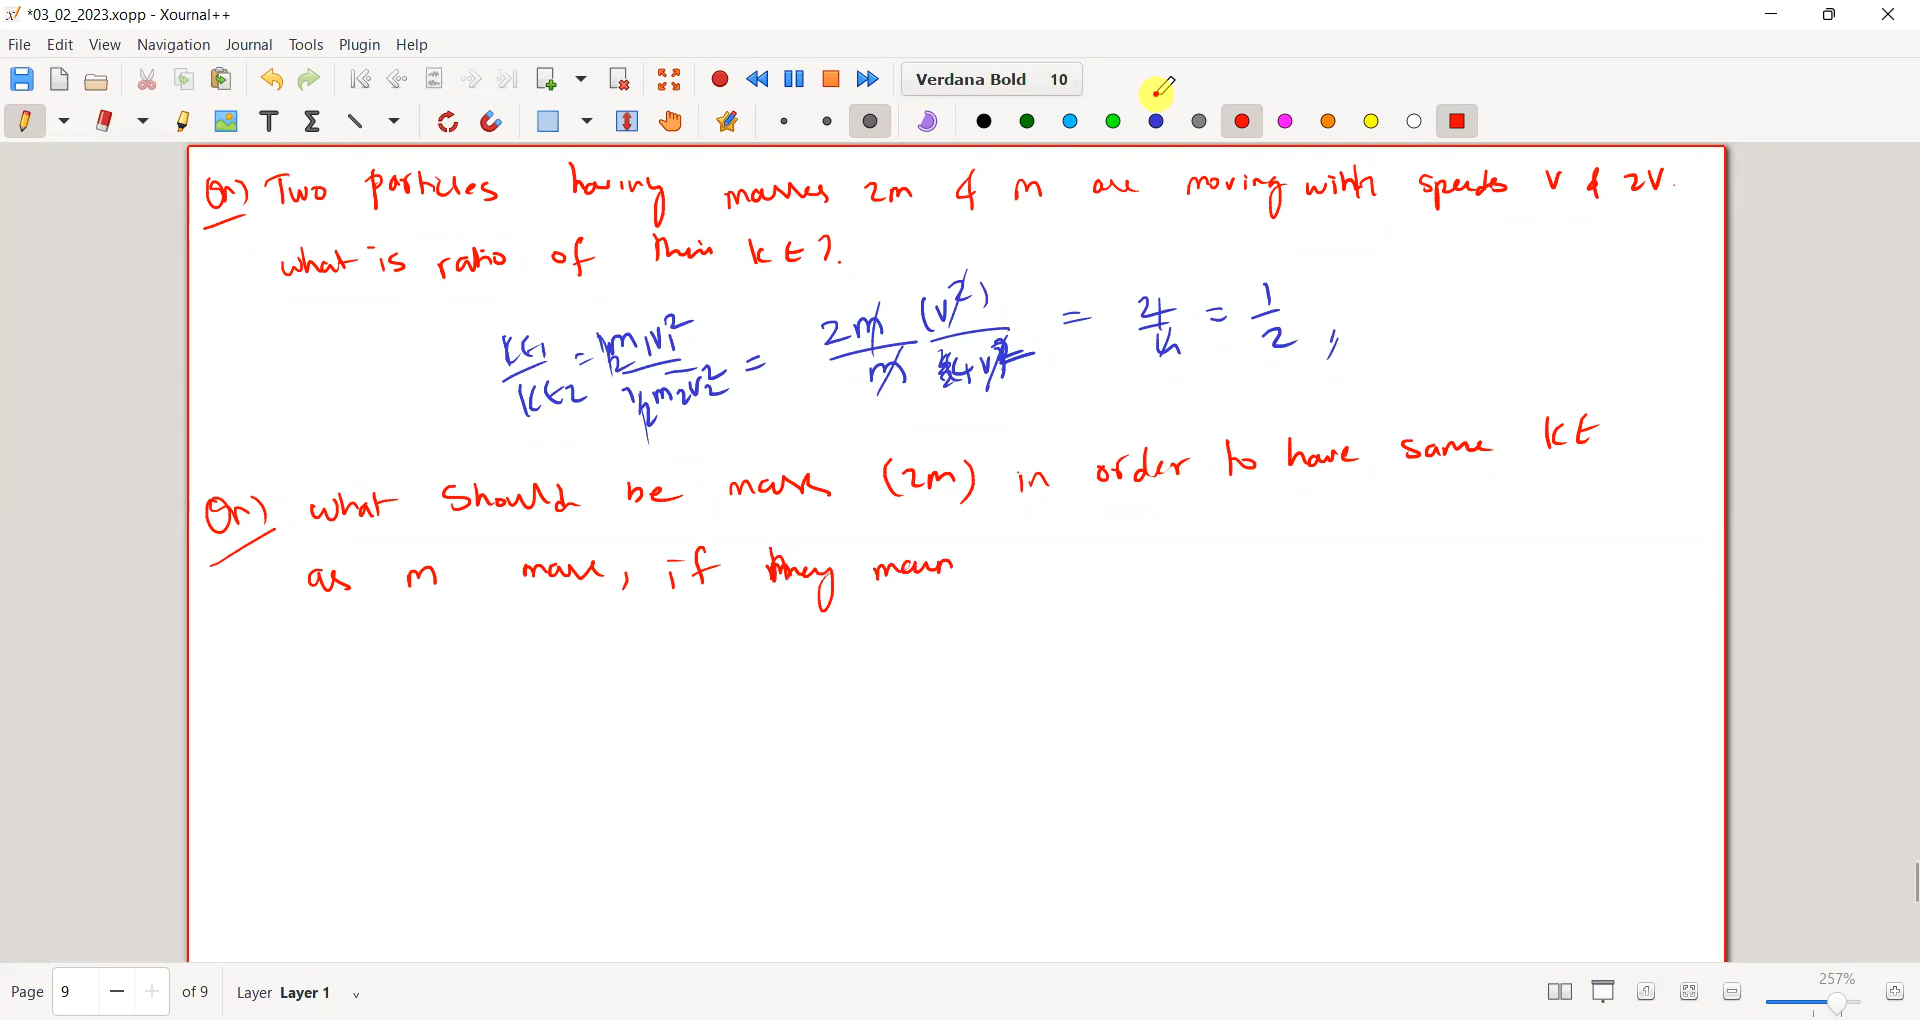 *03_02_2023.xopp - Xournal++
File Edit View Navigation Journal Tools Plugin Help
Verdana Bold 10
Qn) Two particles having masses 2m & m are moving with speeds v & 2v.
what is ratio of their KE?
KE1/KE2 = ½m1v1²/½m2v2² = 2m (v²)/m 4v² = 2/4 = 1/2,
Qn) what should be mass (2m) in order to have same KE
as m mass, if they main
Page 9 of 9 Layer Layer 1 257%